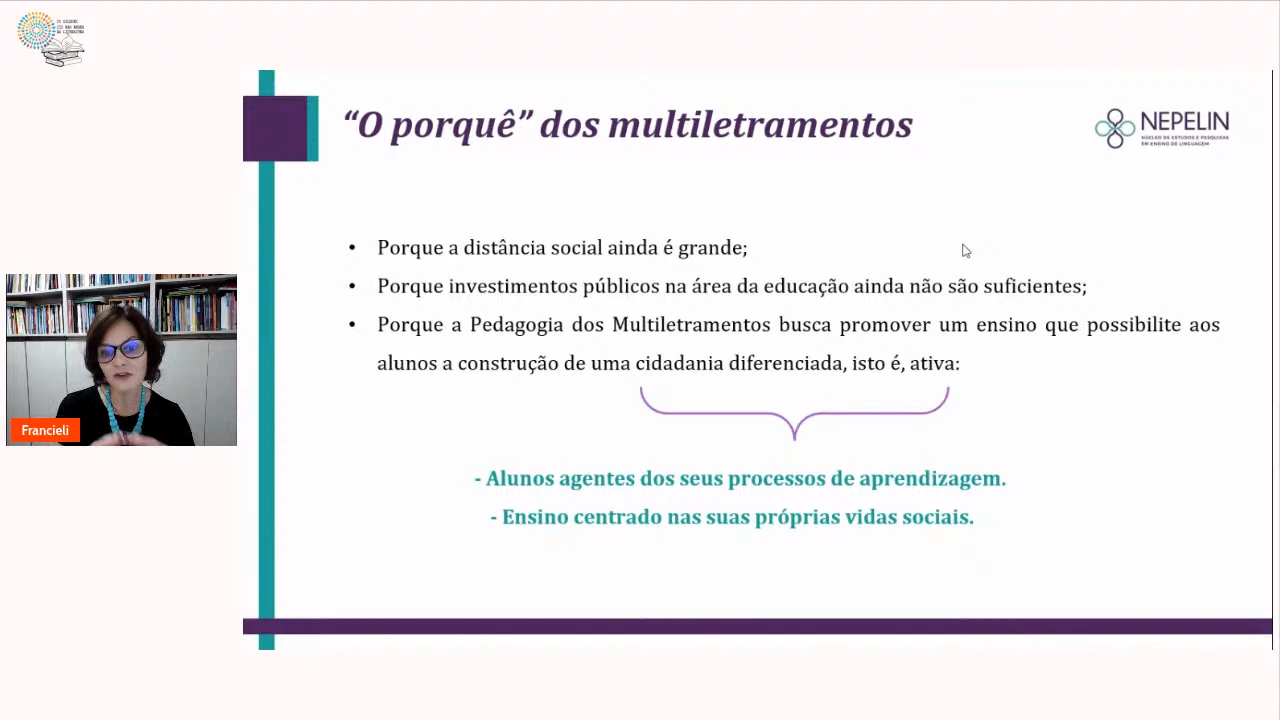 “O porquê” dos multiletramentos
NEPELIN
NÚCLEO DE ESTUDOS E PESQUISAS
EM ENSINO DE LINGUAGEM
• Porque a distância social ainda é grande;
• Porque investimentos públicos na área da educação ainda não são suficientes;
• Porque a Pedagogia dos Multiletramentos busca promover um ensino que possibilite aos
alunos a construção de uma cidadania diferenciada, isto é, ativa:
Francieli
- Alunos agentes dos seus processos de aprendizagem.
- Ensino centrado nas suas próprias vidas sociais.